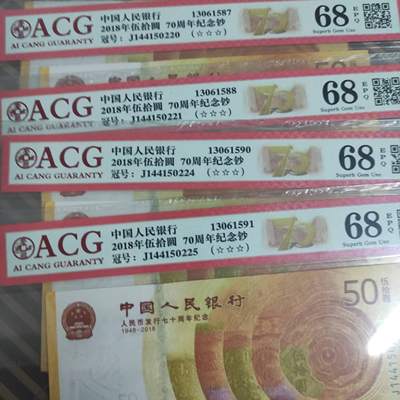 ACG
AI CANG GUARANTY
中国人民银行 13061587
2018年伍拾圆 70周年纪念钞
冠号: J144150220 (☆☆☆)
68
EPQ
Superb Gem Unc
ACG
AI CANG GUARANTY
中国人民银行 13061588
2018年伍拾圆 70周年纪念钞
冠号: J144150221 (☆☆☆)
68
EPQ
Superb Gem Unc
ACG
AI CANG GUARANTY
中国人民银行 13061590
2018年伍拾圆 70周年纪念钞
冠号: J144150224 (☆☆☆)
68
EPQ
Superb Gem Unc
ACG
AI CANG GUARANTY
中国人民银行 13061591
2018年伍拾圆 70周年纪念钞
冠号: J144150225 (☆☆☆)
68
EPQ
Superb Gem Unc
中国人民银行
人民币发行七十周年纪念
1948-2018
50
伍拾圆
J144150